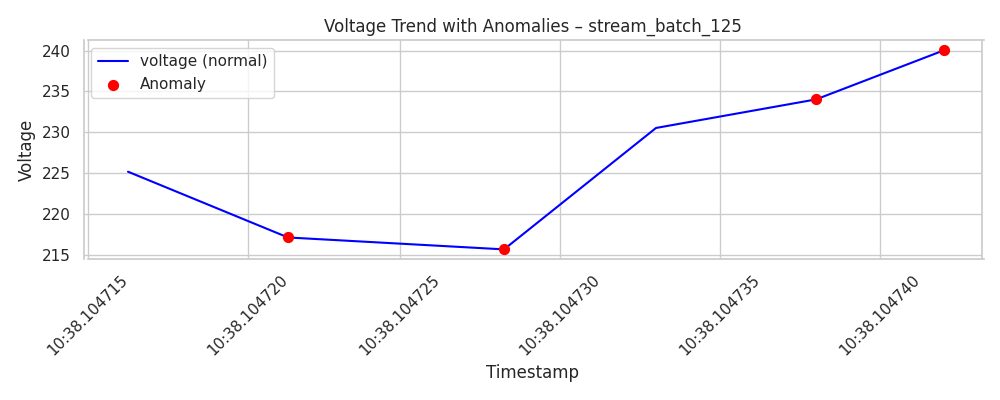 Voltage Trend with Anomalies – stream_batch_125
voltage (normal)
Anomaly
Voltage
240
235
230
225
220
215
10:38.104715
10:38.104720
10:38.104725
10:38.104730
10:38.104735
10:38.104740
Timestamp